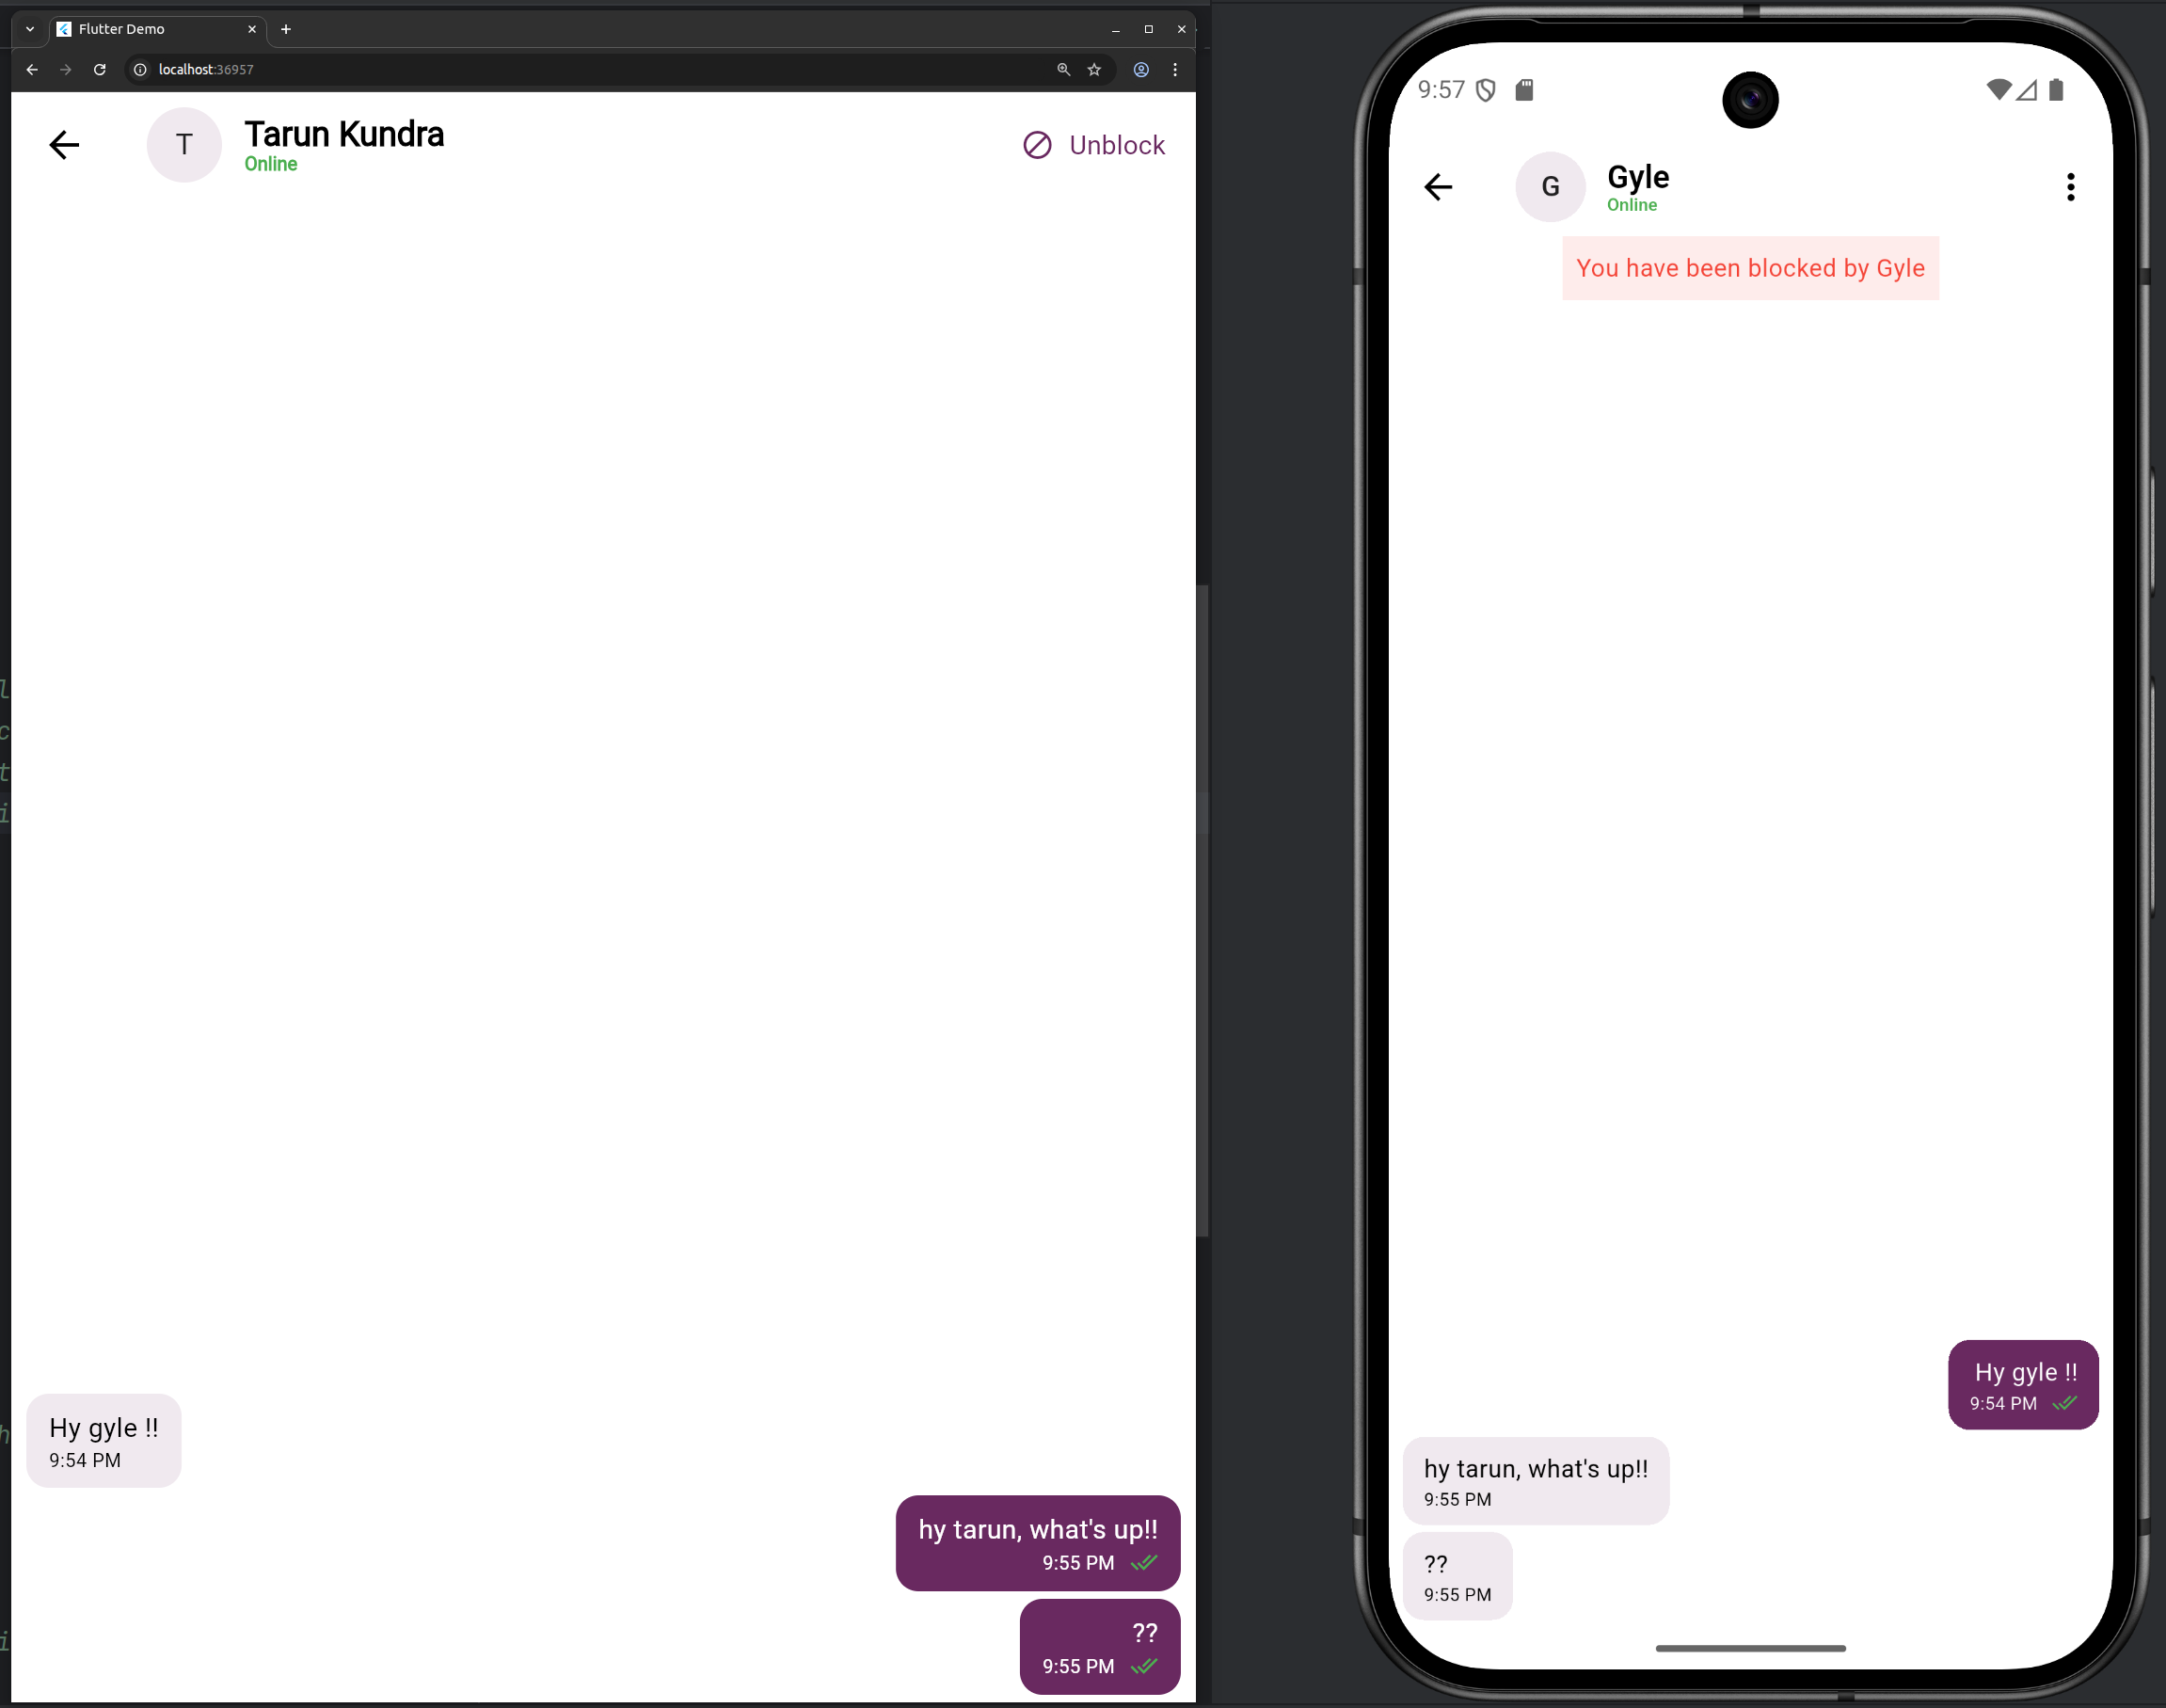 Flutter Demo
localhost:36957
T
Tarun Kundra
Online
Unblock
Hy gyle !!
9:54 PM
hy tarun, what's up!!
9:55 PM
??
9:55 PM
9:57
G
Gyle
Online
You have been blocked by Gyle
Hy gyle !!
9:54 PM
hy tarun, what's up!!
9:55 PM
??
9:55 PM